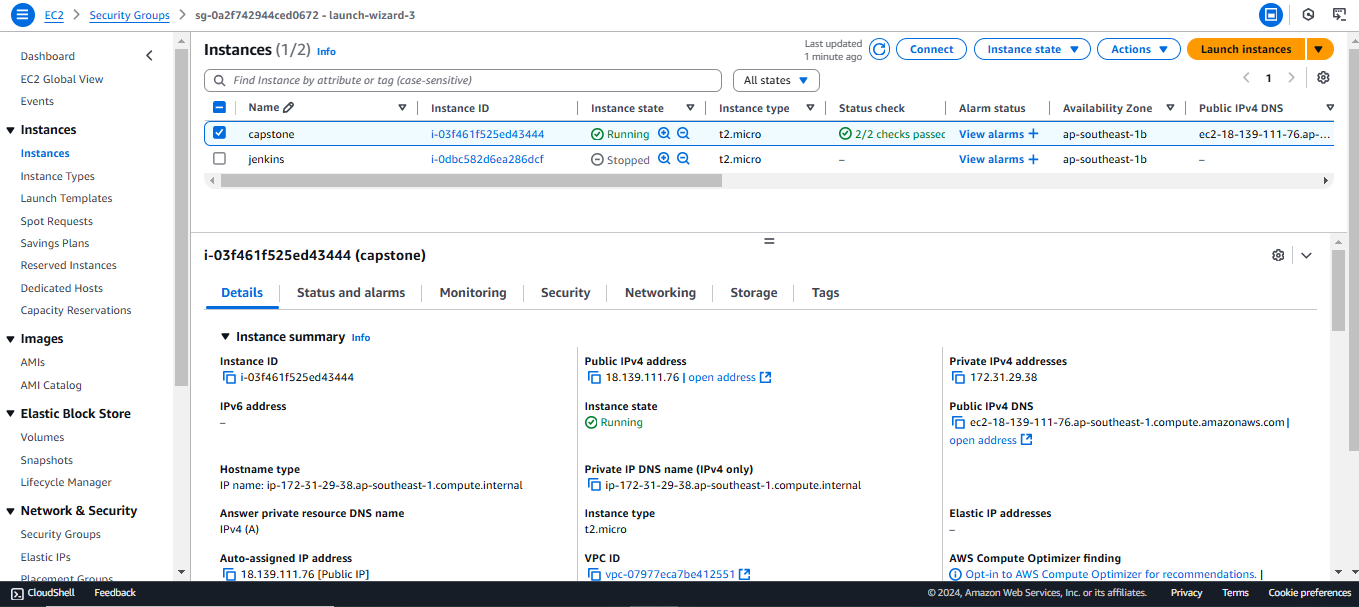 EC2 > Security Groups > sg-0a2f742944ced0672 - launch-wizard-3
Dashboard
EC2 Global View
Events
Instances
Instances
Instance Types
Launch Templates
Spot Requests
Savings Plans
Reserved Instances
Dedicated Hosts
Capacity Reservations
Images
AMIs
AMI Catalog
Elastic Block Store
Volumes
Snapshots
Lifecycle Manager
Network & Security
Security Groups
Elastic IPs
Placement Groups
Instances (1/2) Info
Last updated
1 minute ago
Connect
Instance state
Actions
Launch instances
Find Instance by attribute or tag (case-sensitive)
All states
1
Name Instance ID Instance state Instance type Status check Alarm status Availability Zone Public IPv4 DNS
capstone i-03f461f525ed43444 Running t2.micro 2/2 checks passed View alarms + ap-southeast-1b ec2-18-139-111-76.ap-...
jenkins i-0dbc582d6ea286dcf Stopped t2.micro – View alarms + ap-southeast-1b –
i-03f461f525ed43444 (capstone)
Details Status and alarms Monitoring Security Networking Storage Tags
Instance summary Info
Instance ID
i-03f461f525ed43444
Public IPv4 address
18.139.111.76 | open address
Private IPv4 addresses
172.31.29.38
IPv6 address
–
Instance state
Running
Public IPv4 DNS
ec2-18-139-111-76.ap-southeast-1.compute.amazonaws.com |
open address
Hostname type
IP name: ip-172-31-29-38.ap-southeast-1.compute.internal
Private IP DNS name (IPv4 only)
ip-172-31-29-38.ap-southeast-1.compute.internal
Answer private resource DNS name
IPv4 (A)
Instance type
t2.micro
Elastic IP addresses
–
Auto-assigned IP address
18.139.111.76 [Public IP]
VPC ID
vpc-07977eca7be412551
AWS Compute Optimizer finding
Opt-in to AWS Compute Optimizer for recommendations. |
CloudShell Feedback © 2024, Amazon Web Services, Inc. or its affiliates. Privacy Terms Cookie preferences